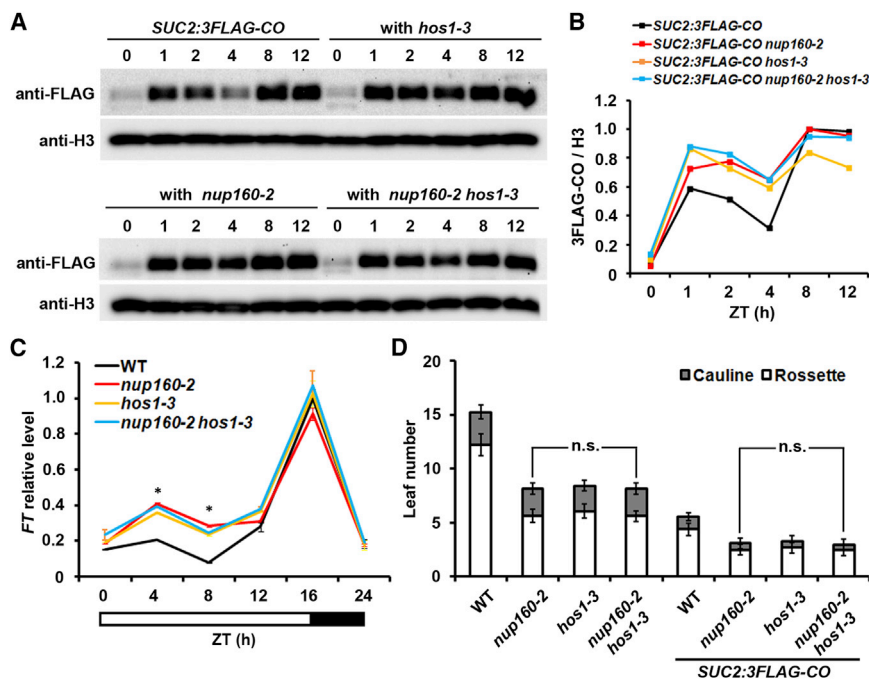 A
SUC2:3FLAG-CO
with hos1-3
0 1 2 4 8 12 0 1 2 4 8 12
anti-FLAG
anti-H3
with nup160-2
with nup160-2 hos1-3
0 1 2 4 8 12 0 1 2 4 8 12
anti-FLAG
anti-H3
B
SUC2:3FLAG-CO
SUC2:3FLAG-CO nup160-2
SUC2:3FLAG-CO hos1-3
SUC2:3FLAG-CO nup160-2 hos1-3
3FLAG-CO / H3
1.2
1.0
0.8
0.6
0.4
0.2
0
0 1 2 4 8 12
ZT (h)
C
WT
nup160-2
hos1-3
nup160-2 hos1-3
FT relative level
1.2
1.0
0.8
0.6
0.4
0.2
0
* *
0 4 8 12 16 24
ZT (h)
D
Cauline Rossette
Leaf number
20
15
10
5
0
n.s. n.s.
WT
nup160-2
hos1-3
nup160-2
hos1-3
WT
nup160-2
hos1-3
nup160-2
hos1-3
SUC2:3FLAG-CO